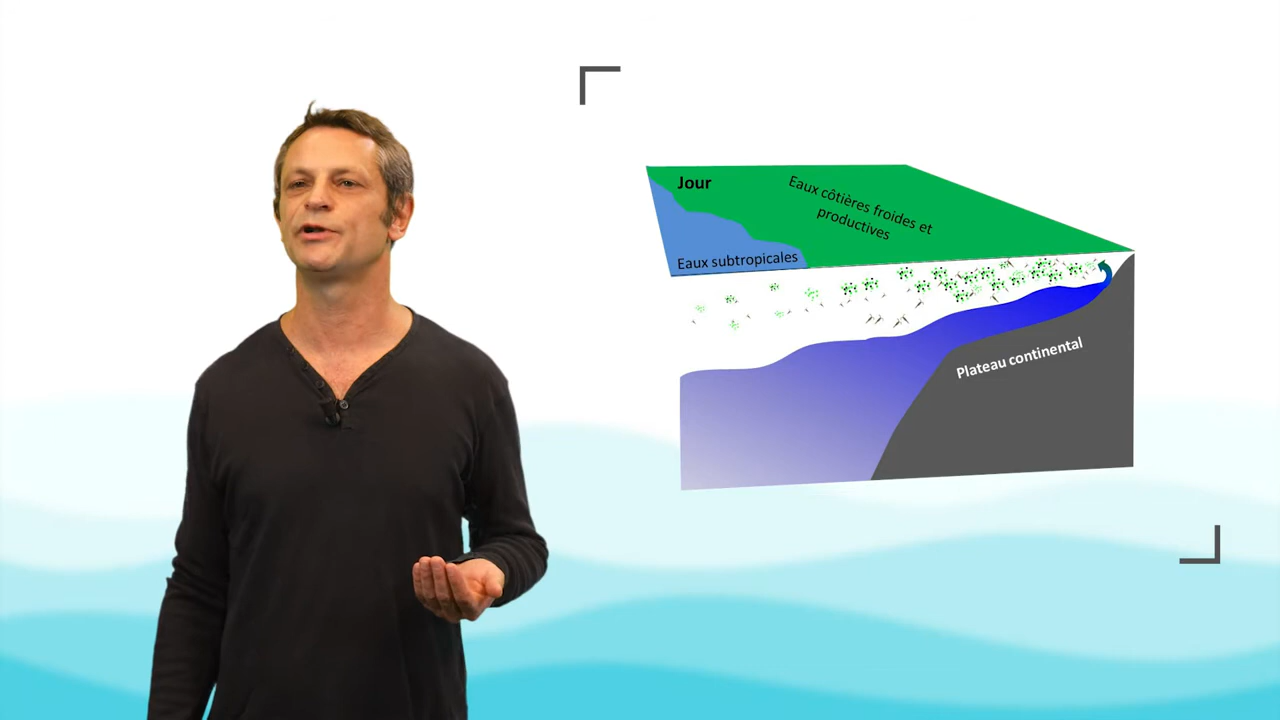 Jour
Eaux côtières froides et
productives
Eaux subtropicales
Plateau continental